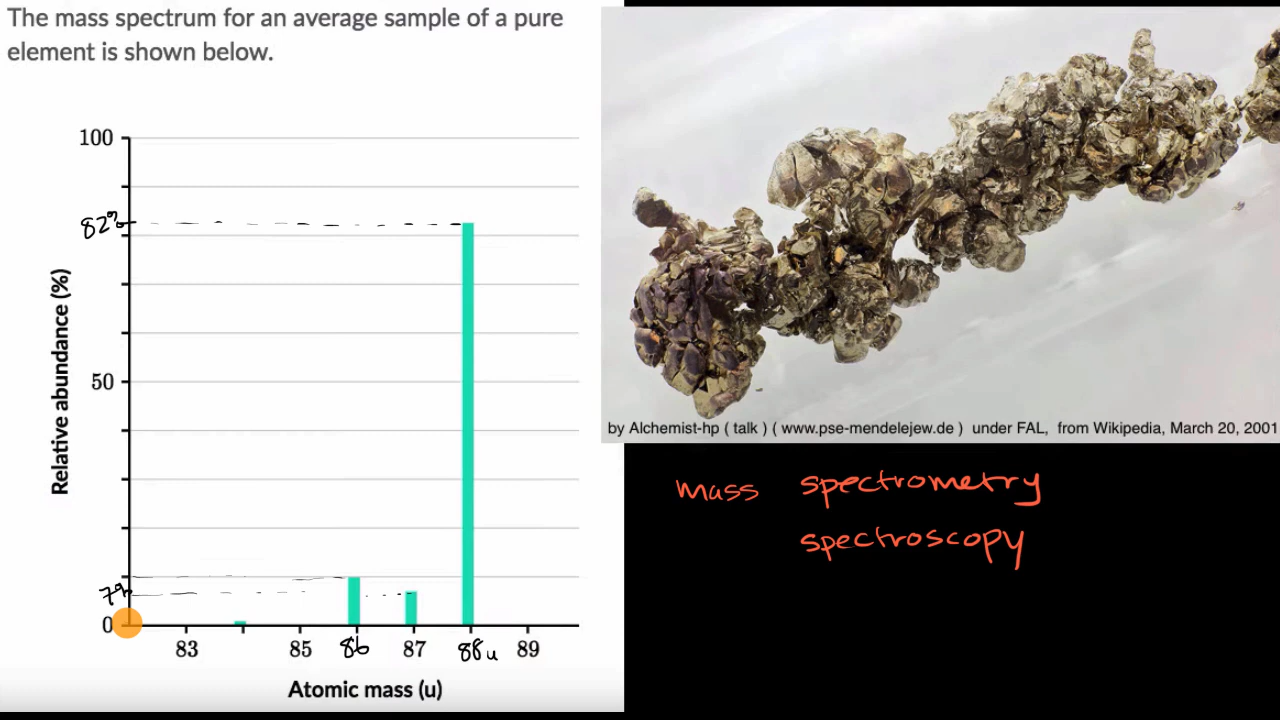 The mass spectrum for an average sample of a pure
element is shown below.
100
82%
50
7%
0
Relative abundance (%)
83
85
86
87
88u
89
Atomic mass (u)
by Alchemist-hp ( talk ) ( www.pse-mendelejew.de ) under FAL, from Wikipedia, March 20, 2001
mass spectrometry
spectroscopy